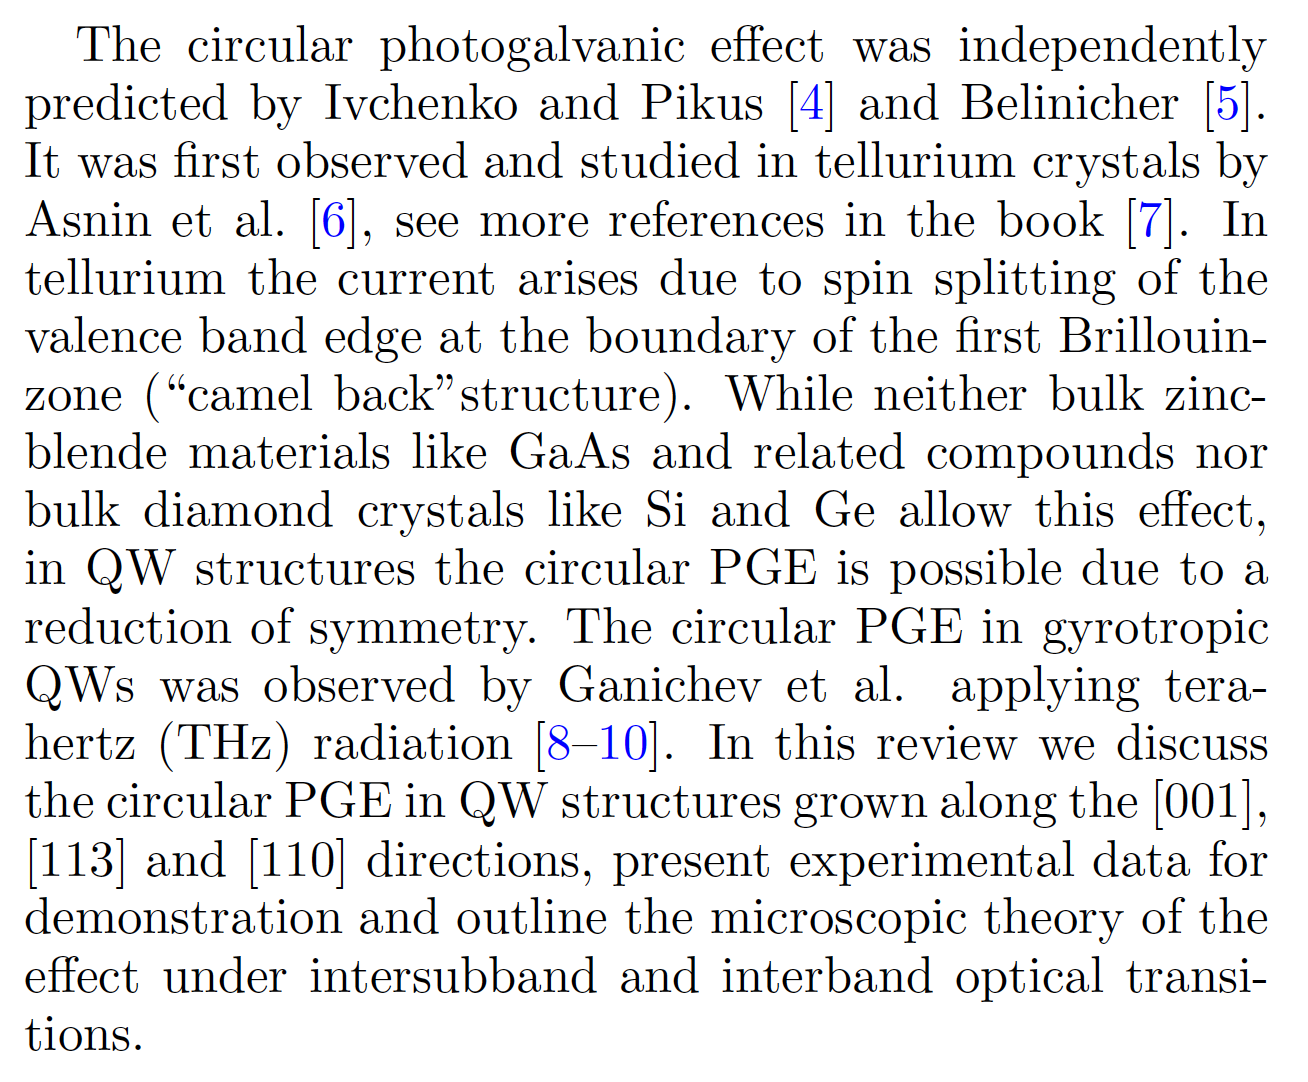 The circular photogalvanic effect was independently
predicted by Ivchenko and Pikus [4] and Belinicher [5].
It was first observed and studied in tellurium crystals by
Asnin et al. [6], see more references in the book [7]. In
tellurium the current arises due to spin splitting of the
valence band edge at the boundary of the first Brillouin-
zone (“camel back”structure). While neither bulk zinc-
blende materials like GaAs and related compounds nor
bulk diamond crystals like Si and Ge allow this effect,
in QW structures the circular PGE is possible due to a
reduction of symmetry. The circular PGE in gyrotropic
QWs was observed by Ganichev et al. applying tera-
hertz (THz) radiation [8–10]. In this review we discuss
the circular PGE in QW structures grown along the [001],
[113] and [110] directions, present experimental data for
demonstration and outline the microscopic theory of the
effect under intersubband and interband optical transi-
tions.